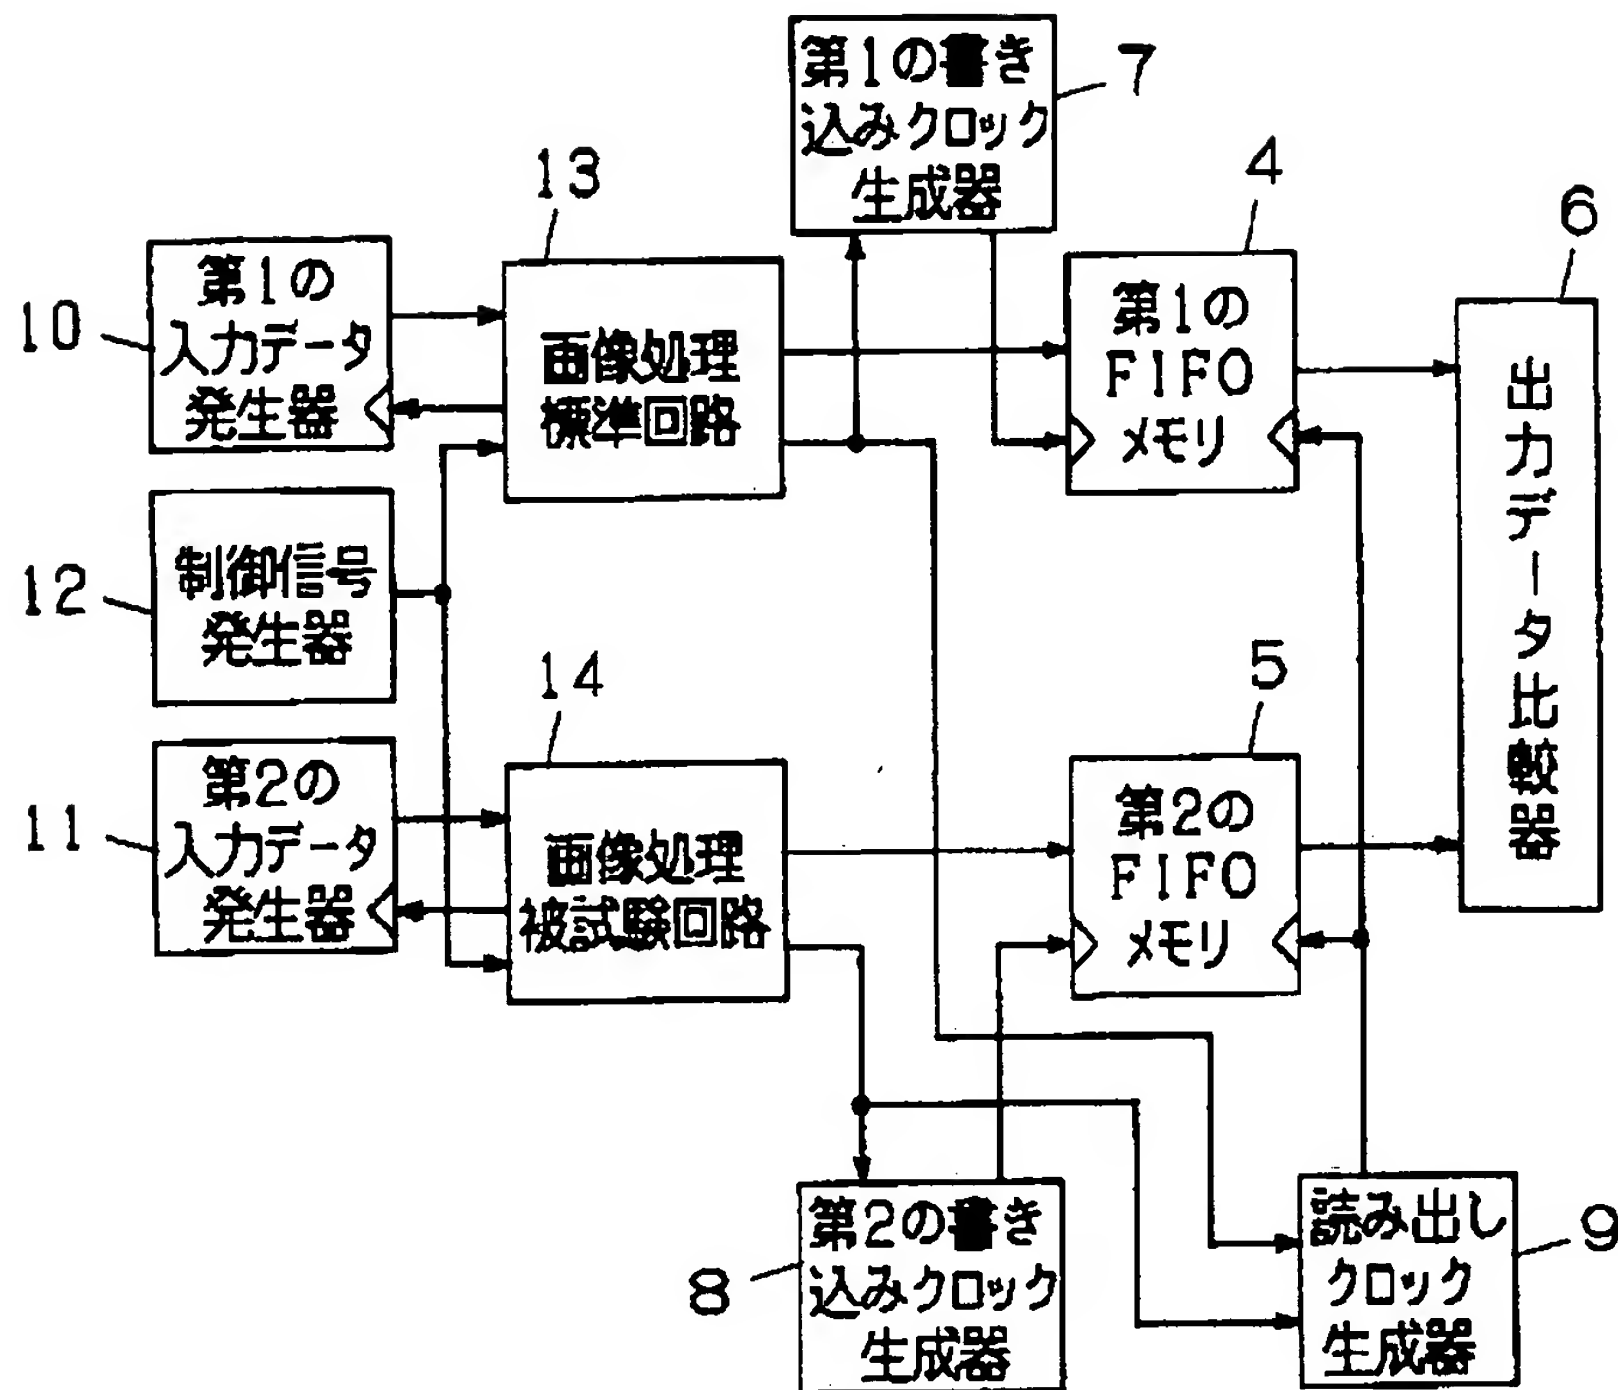 第1の書き
込みクロック
生成器
7
13
4
6
第1の
入力データ
発生器
10
画像処理
標準回路
第1の
FIFO
メモリ
出力データ比較器
制御信号
発生器
12
14
5
第2の
入力データ
発生器
11
画像処理
被試験回路
第2の
FIFO
メモリ
第2の書き
込みクロック
生成器
8
読み出し
クロック
生成器
9